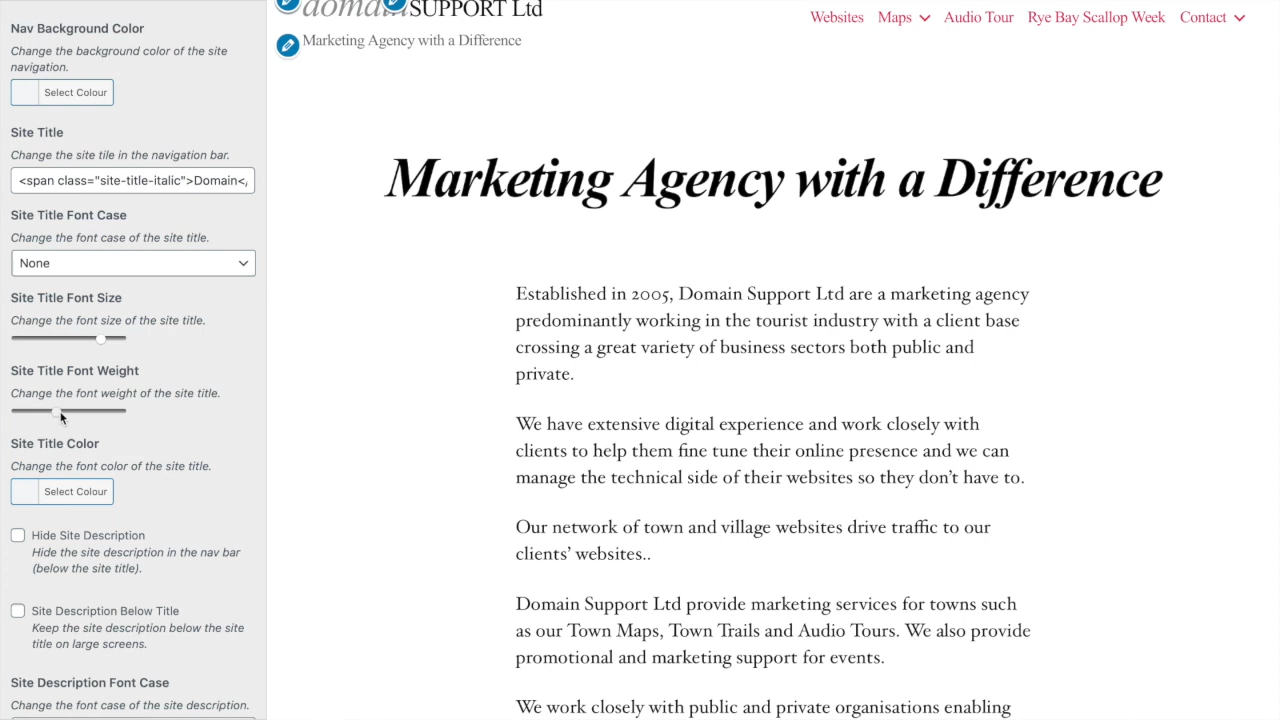 Nav Background Color
Change the background color of the site
navigation.
Select Colour
Site Title
Change the site tile in the navigation bar.
<span class="site-title-italic">Domain<,
Site Title Font Case
Change the font case of the site title.
None
Site Title Font Size
Change the font size of the site title.
Site Title Font Weight
Change the font weight of the site title.
Site Title Color
Change the font color of the site title.
Select Colour
Hide Site Description
Hide the site description in the nav bar
(below the site title).
Site Description Below Title
Keep the site description below the site
title on large screens.
Site Description Font Case
Change the font case of the site description.
domainSUPPORT Ltd
Marketing Agency with a Difference
Websites Maps Audio Tour Rye Bay Scallop Week Contact
Marketing Agency with a Difference
Established in 2005, Domain Support Ltd are a marketing agency
predominantly working in the tourist industry with a client base
crossing a great variety of business sectors both public and
private.
We have extensive digital experience and work closely with
clients to help them fine tune their online presence and we can
manage the technical side of their websites so they don’t have to.
Our network of town and village websites drive traffic to our
clients’ websites..
Domain Support Ltd provide marketing services for towns such
as our Town Maps, Town Trails and Audio Tours. We also provide
promotional and marketing support for events.
We work closely with public and private organisations enabling